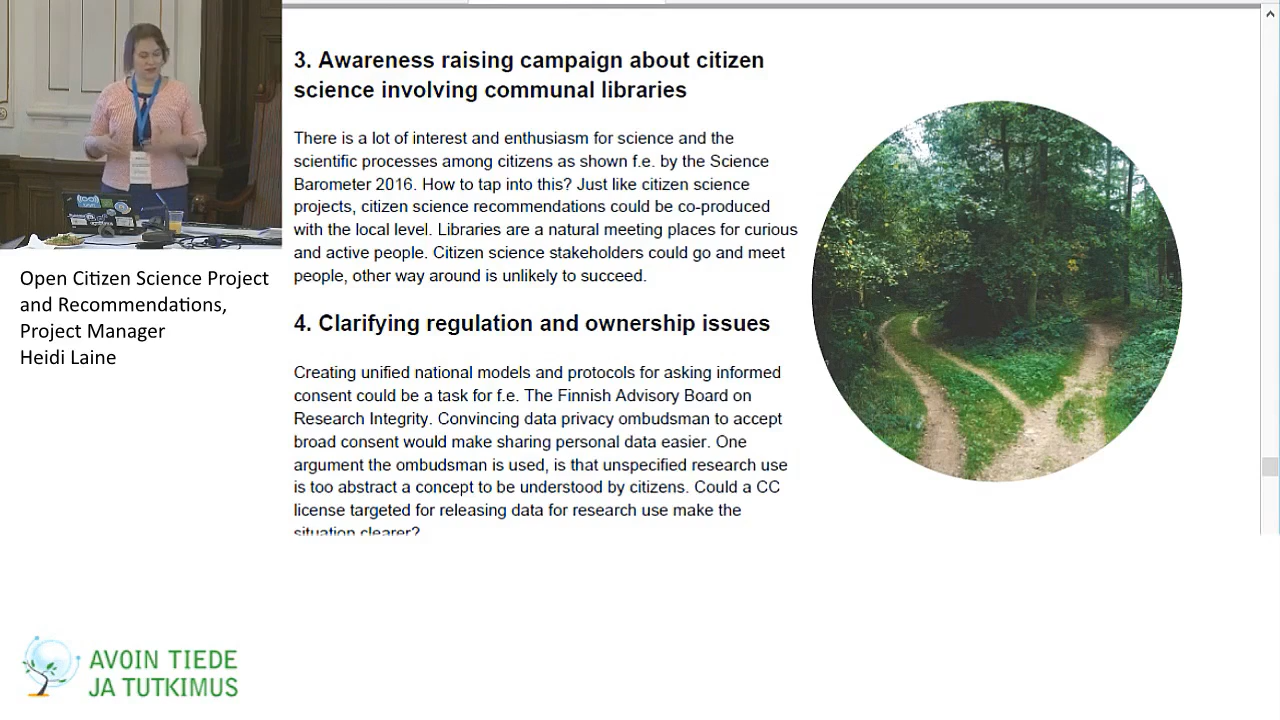 3. Awareness raising campaign about citizen
science involving communal libraries
There is a lot of interest and enthusiasm for science and the
scientific processes among citizens as shown f.e. by the Science
Barometer 2016. How to tap into this? Just like citizen science
projects, citizen science recommendations could be co-produced
with the local level. Libraries are a natural meeting places for curious
and active people. Citizen science stakeholders could go and meet
people, other way around is unlikely to succeed.
4. Clarifying regulation and ownership issues
Creating unified national models and protocols for asking informed
consent could be a task for f.e. The Finnish Advisory Board on
Research Integrity. Convincing data privacy ombudsman to accept
broad consent would make sharing personal data easier. One
argument the ombudsman is used, is that unspecified research use
is too abstract a concept to be understood by citizens. Could a CC
license targeted for releasing data for research use make the
situation clearer?
Open Citizen Science Project
and Recommendations,
Project Manager
Heidi Laine
AVOIN TIEDE
JA TUTKIMUS